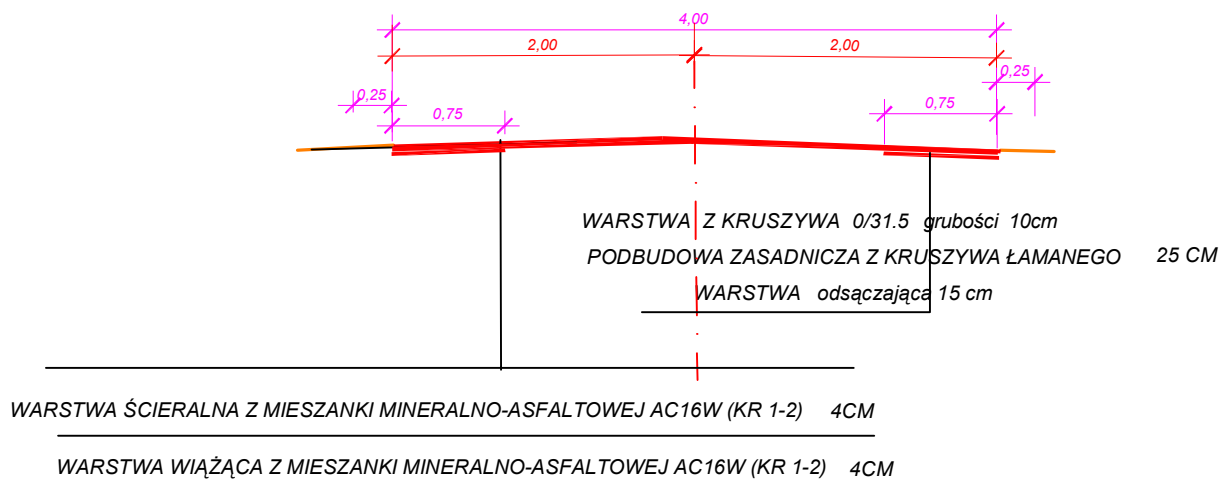 4,00
2,00 2,00
0,25 0,25
0,75 0,75
WARSTWA Z KRUSZYWA 0/31.5 grubości 10cm
PODBUDOWA ZASADNICZA Z KRUSZYWA ŁAMANEGO 25 CM
WARSTWA odsączająca 15 cm
WARSTWA ŚCIERALNA Z MIESZANKI MINERALNO-ASFALTOWEJ AC16W (KR 1-2) 4CM
WARSTWA WIĄŻĄCA Z MIESZANKI MINERALNO-ASFALTOWEJ AC16W (KR 1-2) 4CM